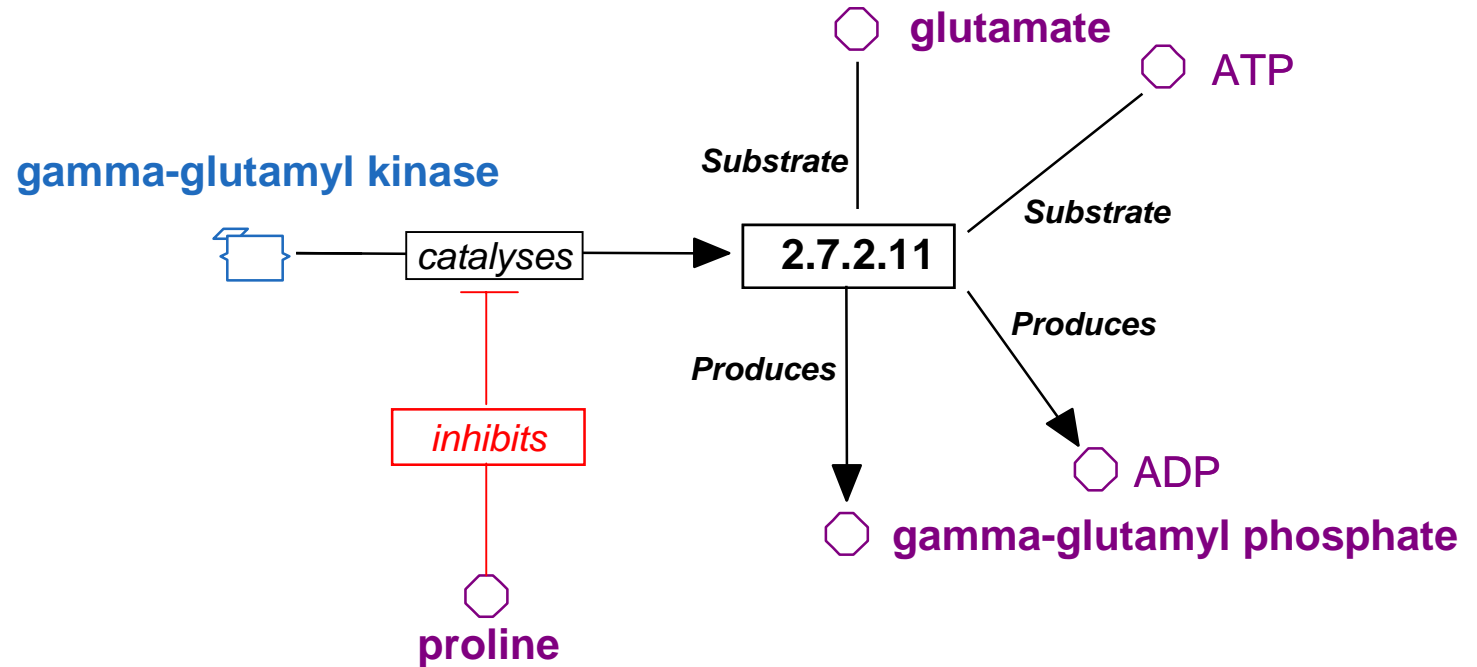 glutamate
ATP
gamma-glutamyl kinase
Substrate
Substrate
catalyses
2.7.2.11
Produces
Produces
inhibits
ADP
gamma-glutamyl phosphate
proline